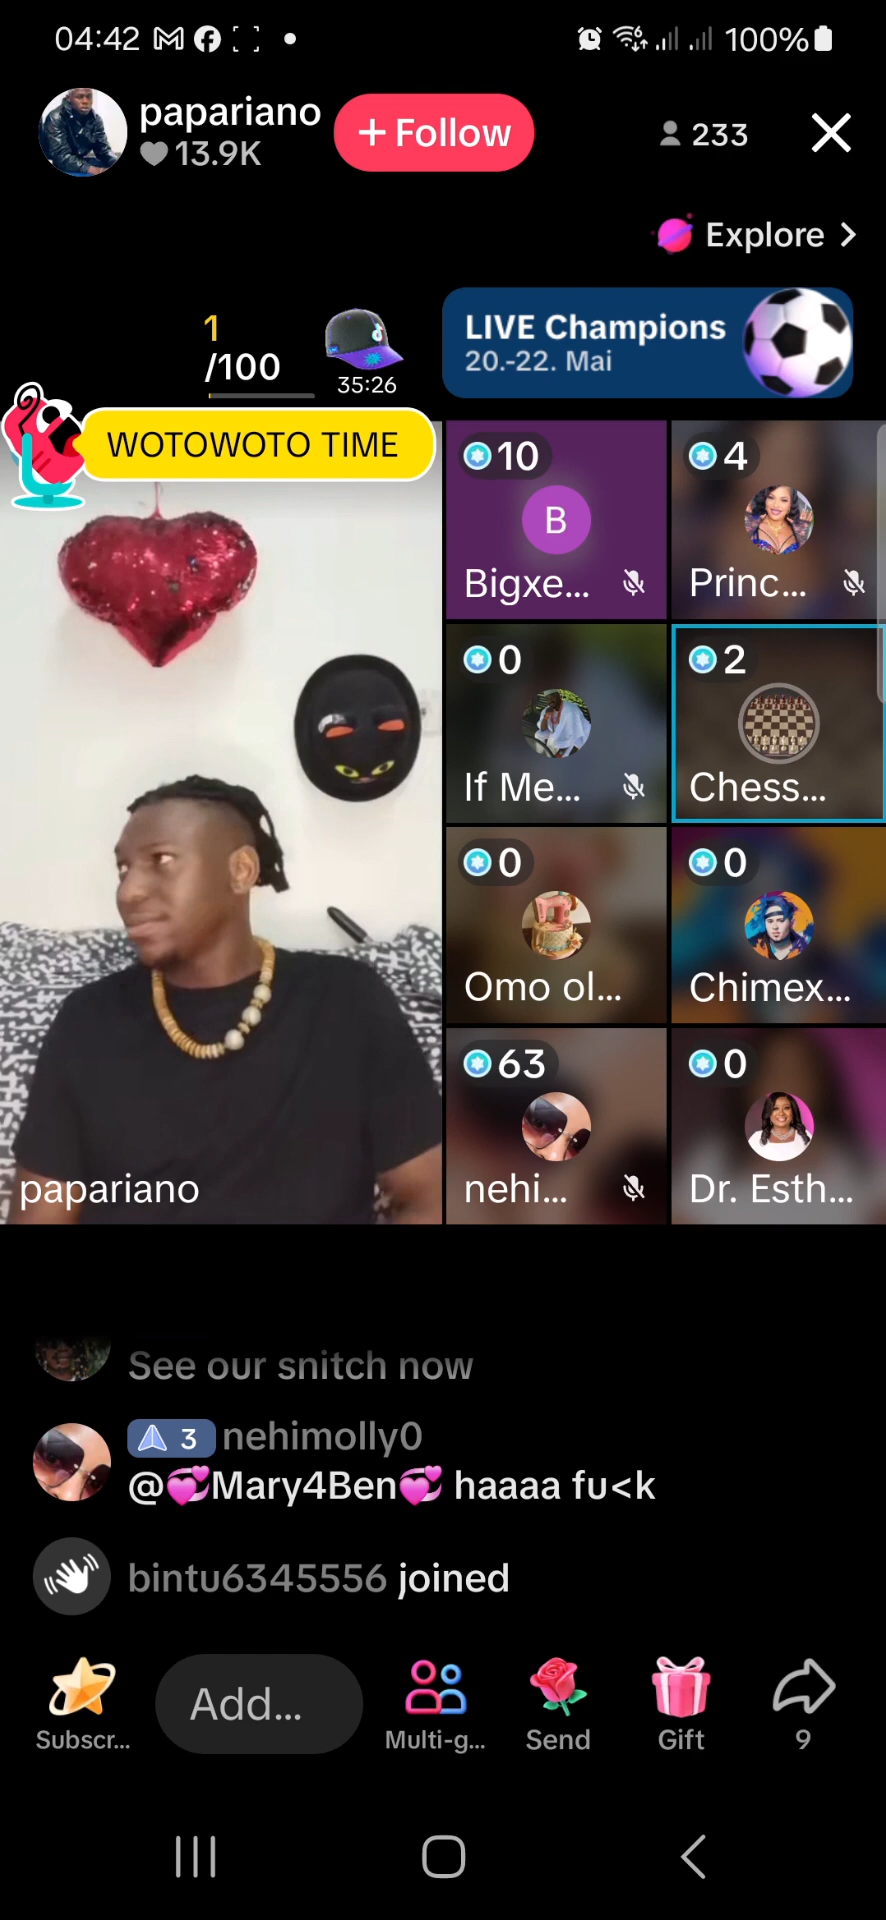 04:42
100%
papariano
13.9K
+ Follow
233
Explore
1
/100
35:26
LIVE Champions
20.-22. Mai
WOTOWOTO TIME
10
B
Bigxe...
4
Princ...
0
If Me...
2
Chess...
0
Omo ol...
0
Chimex...
63
nehi...
0
Dr. Esth...
papariano
See our snitch now
3 nehimolly0
@💞Mary4Ben💞 haaaa fu<k
bintu6345556 joined
Subscr...
Add...
Multi-g...
Send
Gift
9